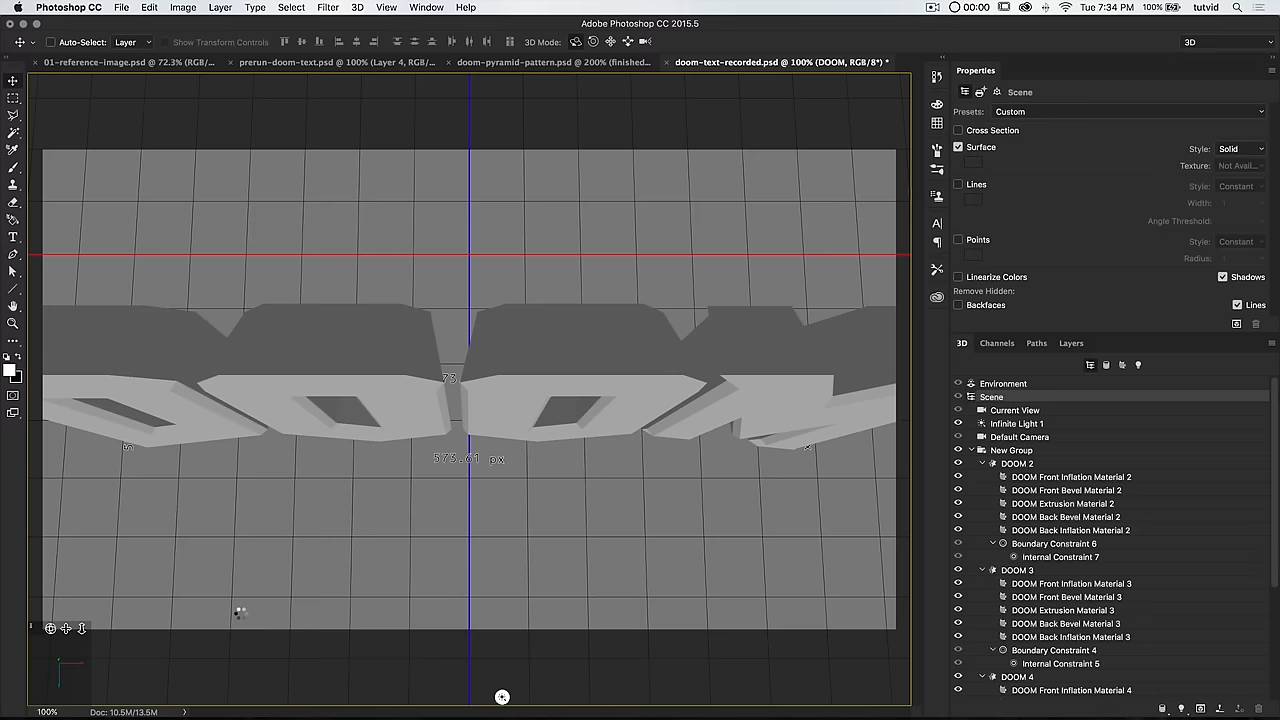 Photoshop CC File Edit Image Layer Type Select Filter 3D View Window Help 00:00 100% Tue 7:34 PM tutvid
Adobe Photoshop CC 2015.5
Auto-Select: Layer Show Transform Controls 3D Mode: 3D
01-reference-image.psd @ 72.3% (RGB/... prerun-doom-text.psd @ 100% (Layer 4, RGB/... doom-pyramid-pattern.psd @ 200% (finished... doom-text-recorded.psd @ 100% (DOOM, RGB/8*) *
Properties
Scene
Presets: Custom
Cross Section
Surface Style: Solid
Texture: Not Avail...
Lines Style: Constant
Width: 1
Angle Threshold:
Points Style: Constant
Radius: 1
Linearize Colors Shadows
Remove Hidden:
Backfaces Lines
3D Channels Paths Layers
Environment
Scene
Current View
Infinite Light 1
Default Camera
New Group
DOOM 2
DOOM Front Inflation Material 2
DOOM Front Bevel Material 2
DOOM Extrusion Material 2
DOOM Back Bevel Material 2
DOOM Back Inflation Material 2
Boundary Constraint 6
Internal Constraint 7
DOOM 3
DOOM Front Inflation Material 3
DOOM Front Bevel Material 3
DOOM Extrusion Material 3
DOOM Back Bevel Material 3
DOOM Back Inflation Material 3
Boundary Constraint 4
Internal Constraint 5
DOOM 4
DOOM Front Inflation Material 4
73
573.61 px
100% Doc: 10.5M/13.5M